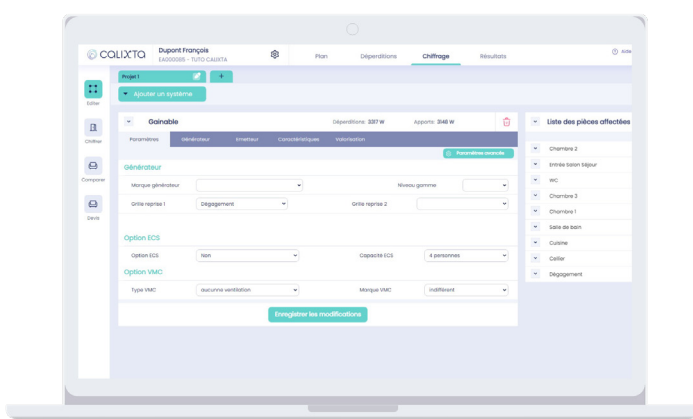 CALIXTA
Dupont François
EA000085 - TUTO CALIXTA
Plan
Déperditions
Chiffrage
Résultats
Aide
Projet 1
+
Ajouter un système
Editer
Chiffrer
Comparer
Devis
Gainable
Déperditions: 3317 W
Apports: 3148 W
Paramètres
Générateur
Emetteur
Caractéristiques
Valorisation
Paramètres avancés
Générateur
Marque générateur
Niveau gamme
Grille reprise 1
Dégagement
Grille reprise 2
Option ECS
Option ECS
Non
Capacité ECS
4 personnes
Option VMC
Type VMC
aucunne ventilation
Marque VMC
indifférent
Enregistrer les modifications
Liste des pièces affectées
Chambre 2
Entrée Salon Séjour
WC
Chambre 3
Chambre 1
Salle de bain
Cuisine
Cellier
Dégagement